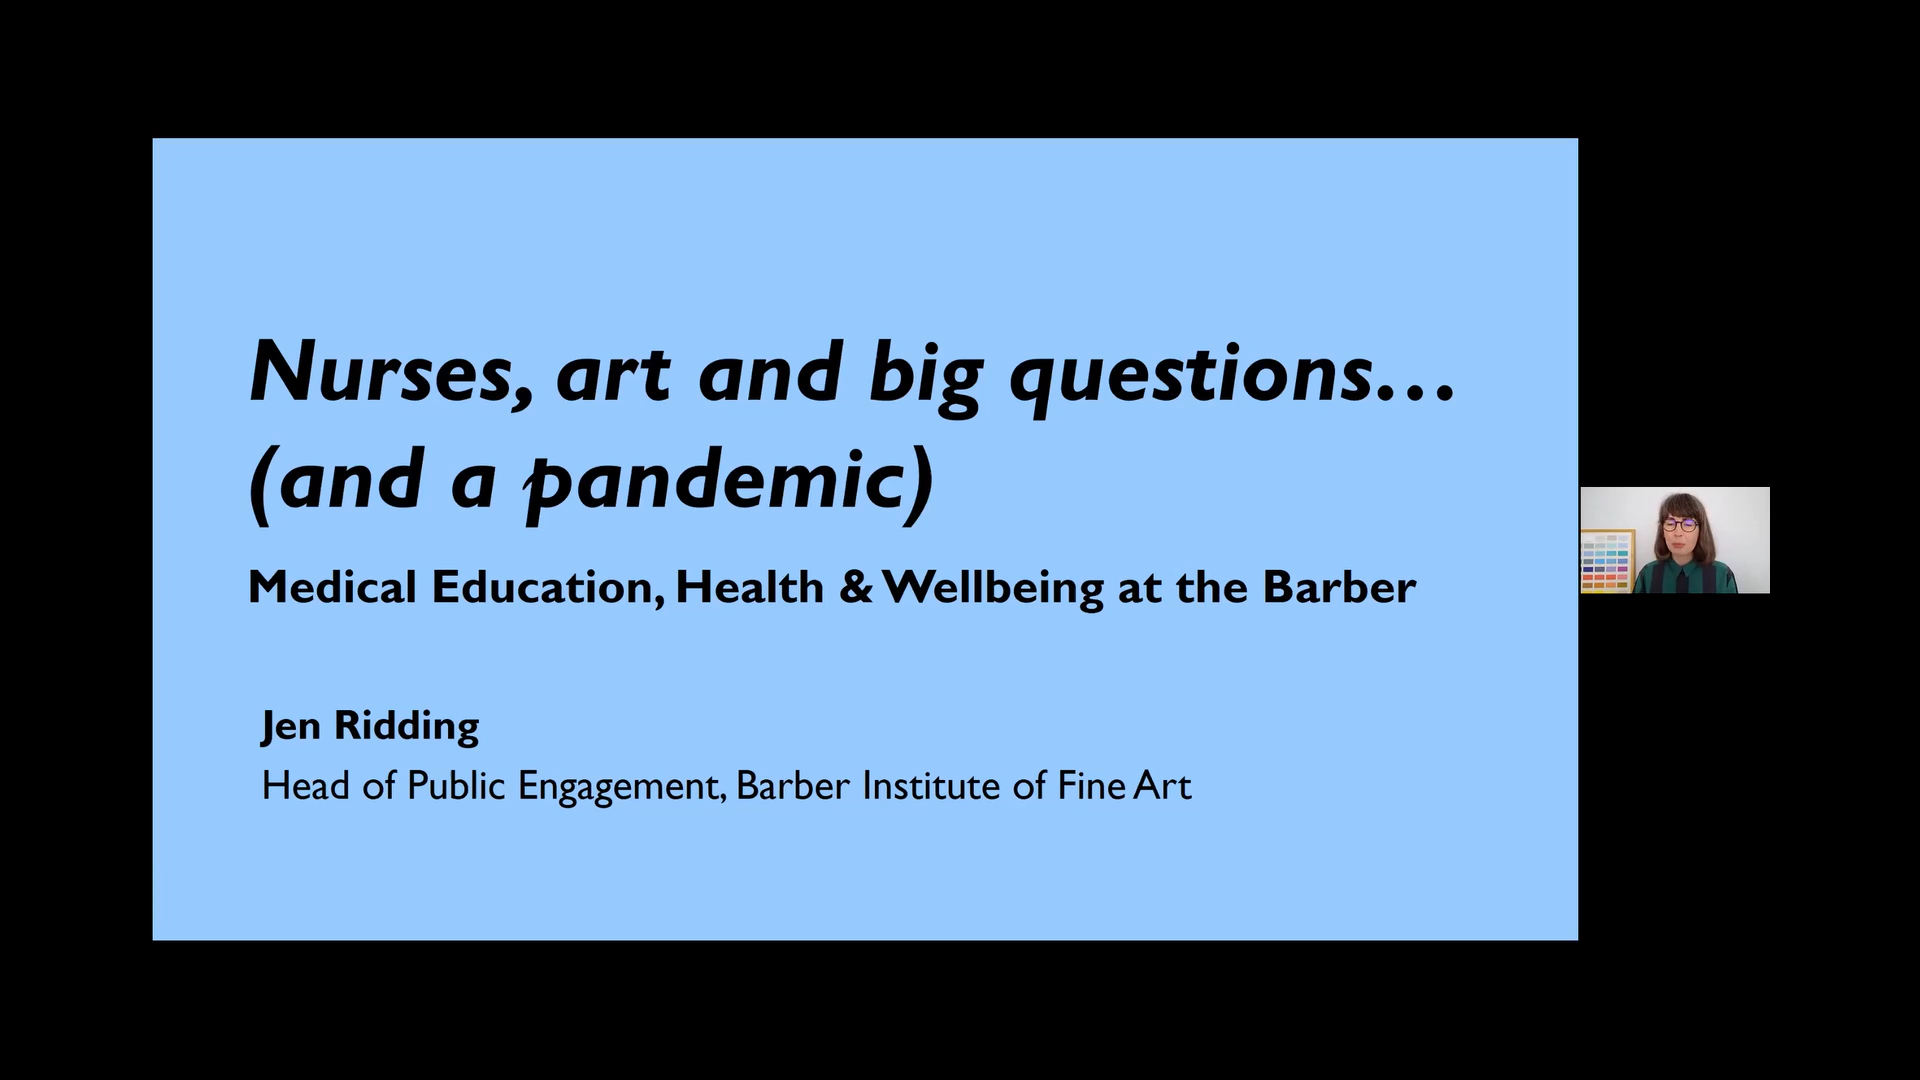 Nurses, art and big questions…
(and a pandemic)
Medical Education, Health & Wellbeing at the Barber
Jen Ridding
Head of Public Engagement, Barber Institute of Fine Art